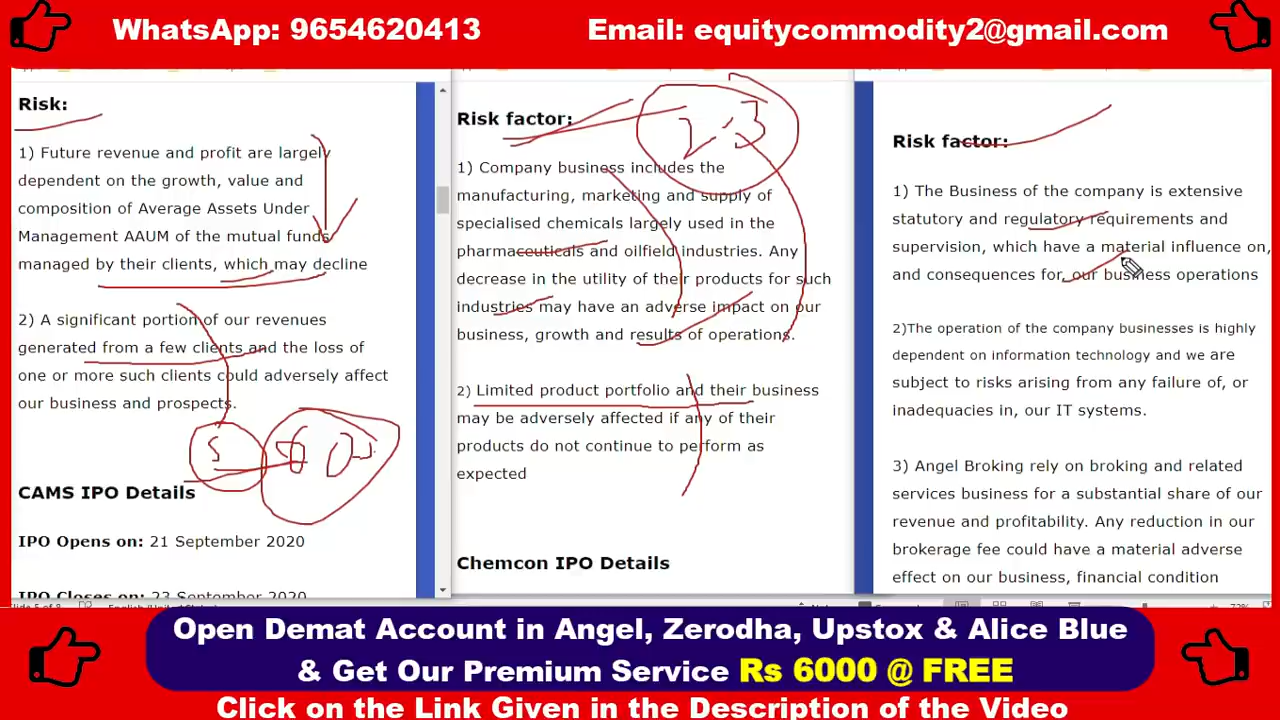 WhatsApp: 9654620413
Email: equitycommodity2@gmail.com
Risk:
1) Future revenue and profit are largely
dependent on the growth, value and
composition of Average Assets Under
Management AAUM of the mutual funds
managed by their clients, which may decline
2) A significant portion of our revenues
generated from a few clients and the loss of
one or more such clients could adversely affect
our business and prospects.
CAMS IPO Details
IPO Opens on: 21 September 2020
IPO Closes on: 23 September 2020
Risk factor:
1) Company business includes the
manufacturing, marketing and supply of
specialised chemicals largely used in the
pharmaceuticals and oilfield industries. Any
decrease in the utility of their products for such
industries may have an adverse impact on our
business, growth and results of operations.
2) Limited product portfolio and their business
may be adversely affected if any of their
products do not continue to perform as
expected
Chemcon IPO Details
Risk factor:
1) The Business of the company is extensive
statutory and regulatory requirements and
supervision, which have a material influence on,
and consequences for, our business operations
2)The operation of the company businesses is highly
dependent on information technology and we are
subject to risks arising from any failure of, or
inadequacies in, our IT systems.
3) Angel Broking rely on broking and related
services business for a substantial share of our
revenue and profitability. Any reduction in our
brokerage fee could have a material adverse
effect on our business, financial condition
Open Demat Account in Angel, Zerodha, Upstox & Alice Blue
& Get Our Premium Service Rs 6000 @ FREE
Click on the Link Given in the Description of the Video